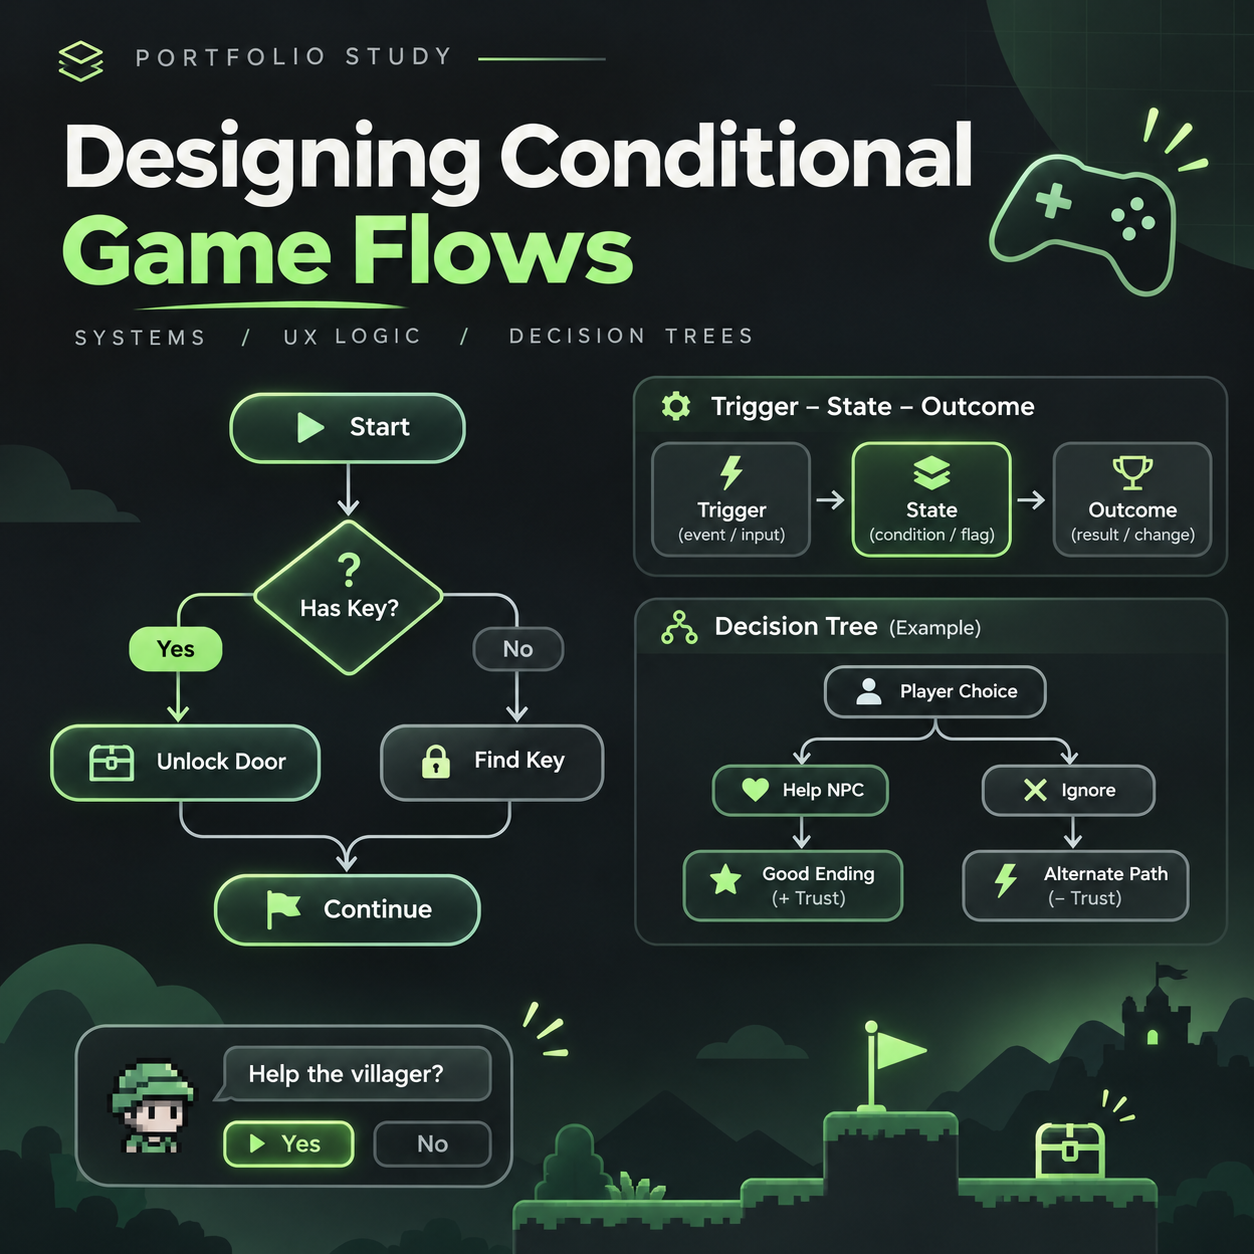 PORTFOLIO STUDY
Designing Conditional
Game Flows
SYSTEMS / UX LOGIC / DECISION TREES
Start
?
Has Key?
Yes
No
Unlock Door
Find Key
Continue
Trigger – State – Outcome
Trigger
(event / input)
State
(condition / flag)
Outcome
(result / change)
Decision Tree (Example)
Player Choice
Help NPC
Ignore
Good Ending
(+ Trust)
Alternate Path
(– Trust)
Help the villager?
Yes
No